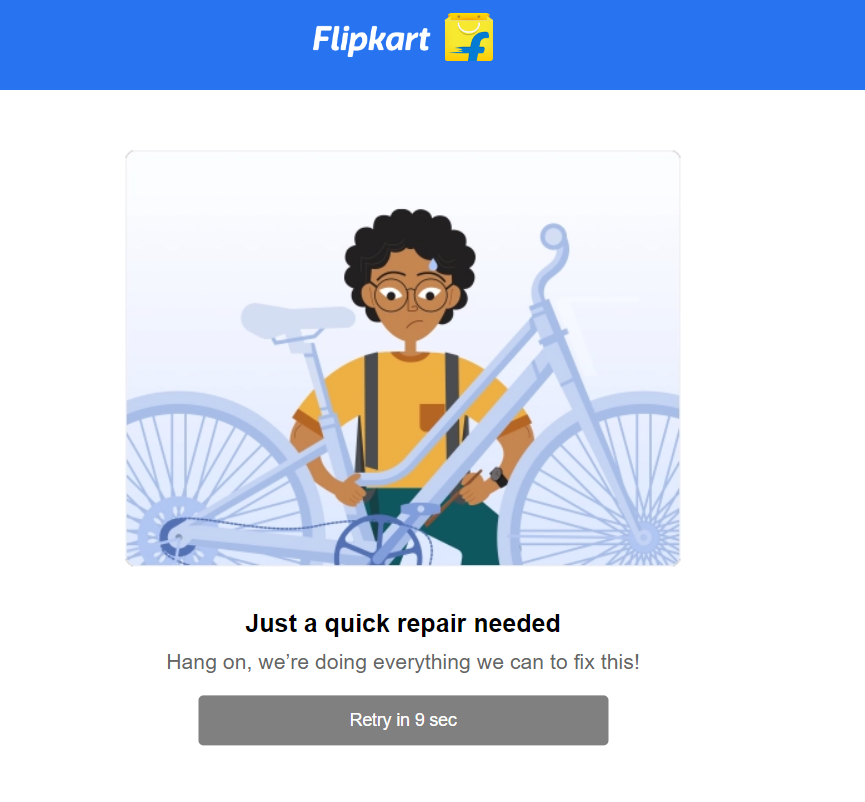 Flipkart
Just a quick repair needed
Hang on, we’re doing everything we can to fix this!
Retry in 9 sec